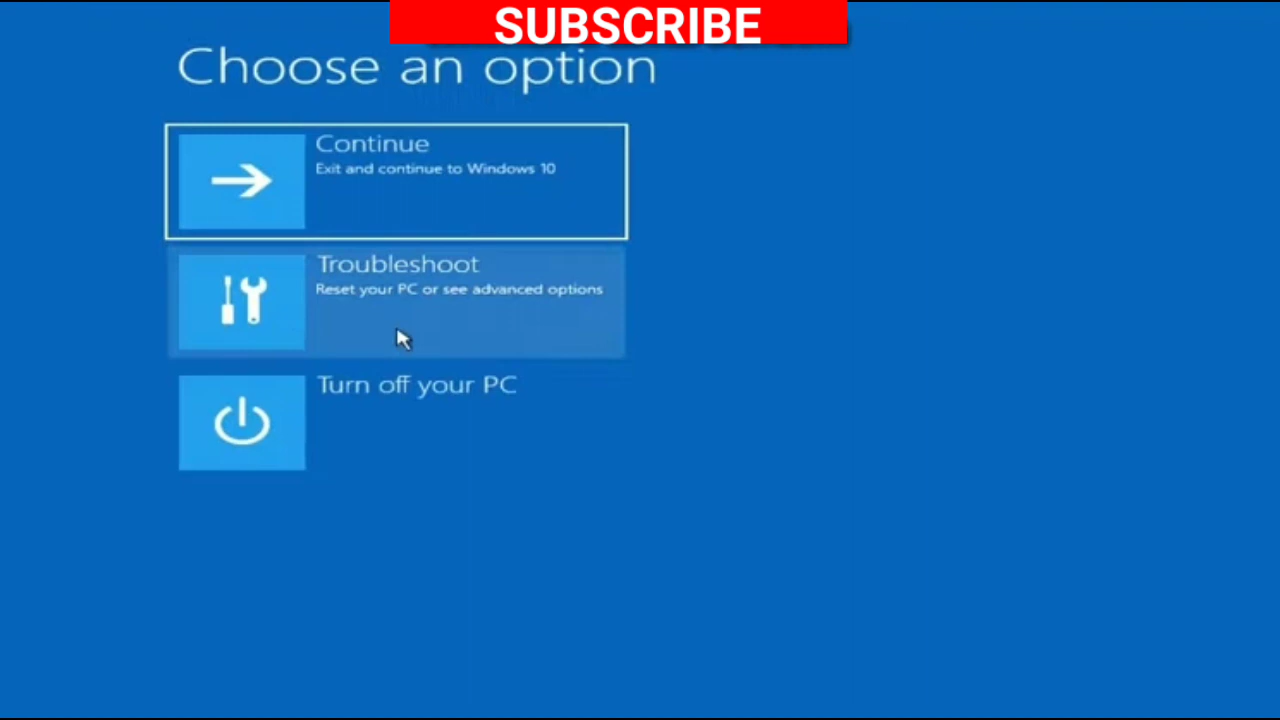 SUBSCRIBE
Choose an option
Continue
Exit and continue to Windows 10
Troubleshoot
Reset your PC or see advanced options
Turn off your PC